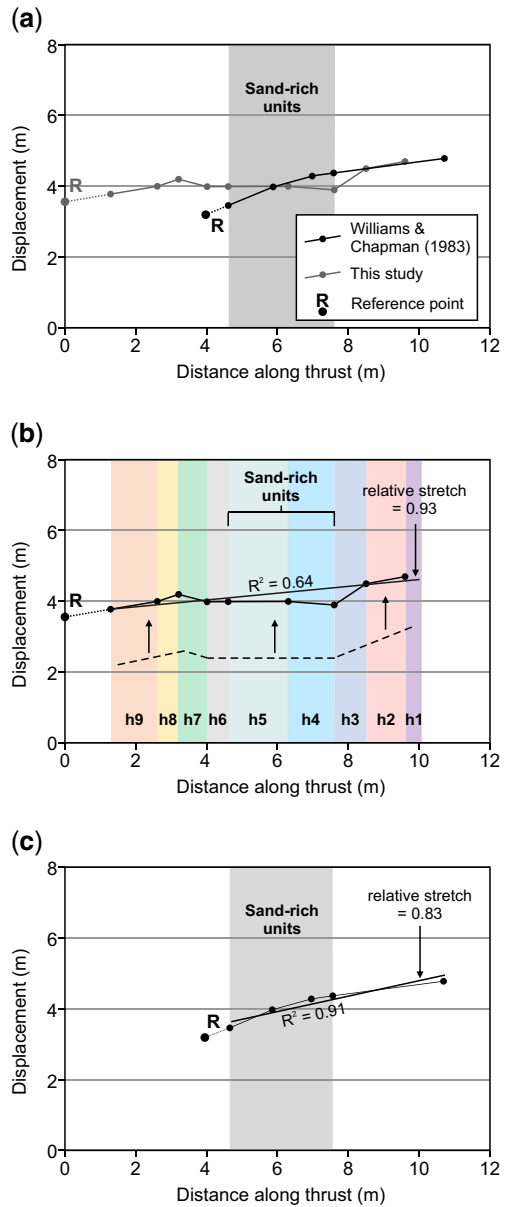 (a)
8
6
4
2
0
Displacement (m)
Sand-rich
units
R
R
Williams &
Chapman (1983)
This study
R Reference point
0 2 4 6 8 10 12
Distance along thrust (m)
(b)
8
6
4
2
0
Displacement (m)
Sand-rich
units
relative stretch
= 0.93
R
R² = 0.64
h9 h8 h7 h6 h5 h4 h3 h2 h1
0 2 4 6 8 10 12
Distance along thrust (m)
(c)
8
6
4
2
0
Displacement (m)
Sand-rich
units
relative stretch
= 0.83
R
R² = 0.91
0 2 4 6 8 10 12
Distance along thrust (m)